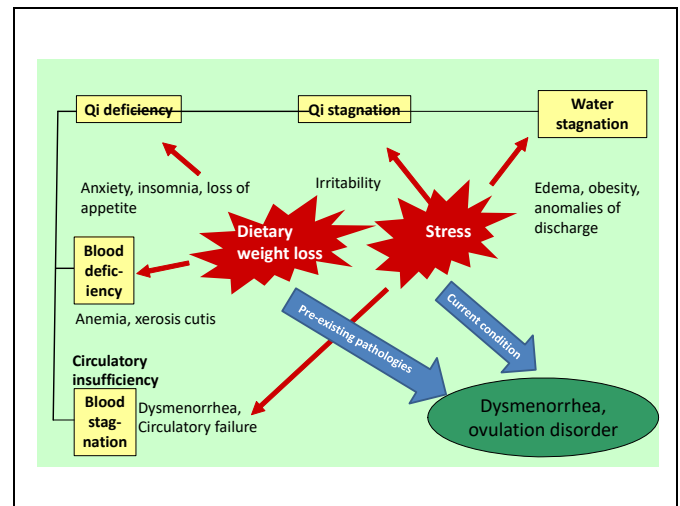 Qi deficiency
Qi stagnation
Water
stagnation
Anxiety, insomnia, loss of
appetite
Irritability
Edema, obesity,
anomalies of
discharge
Dietary
weight loss
Stress
Blood
defic-
iency
Anemia, xerosis cutis
Pre-existing pathologies
Current condition
Circulatory
insufficiency
Blood
stag-
nation
Dysmenorrhea,
Circulatory failure
Dysmenorrhea,
ovulation disorder